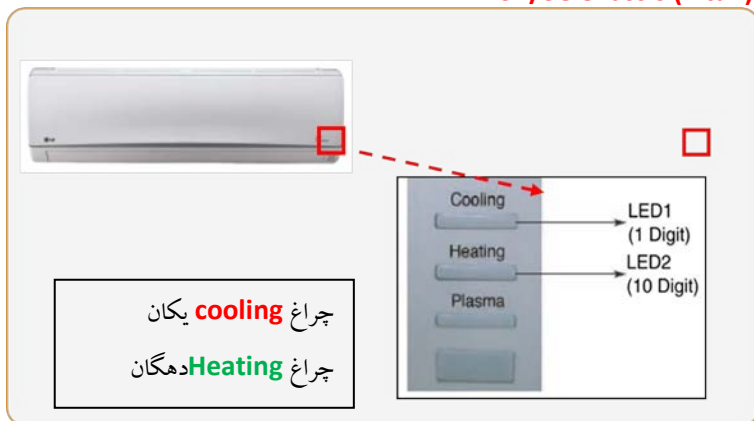 Cooling
LED1
(1 Digit)
Heating
LED2
(10 Digit)
Plasma
چراغ cooling یکان
چراغ Heatingدهگان